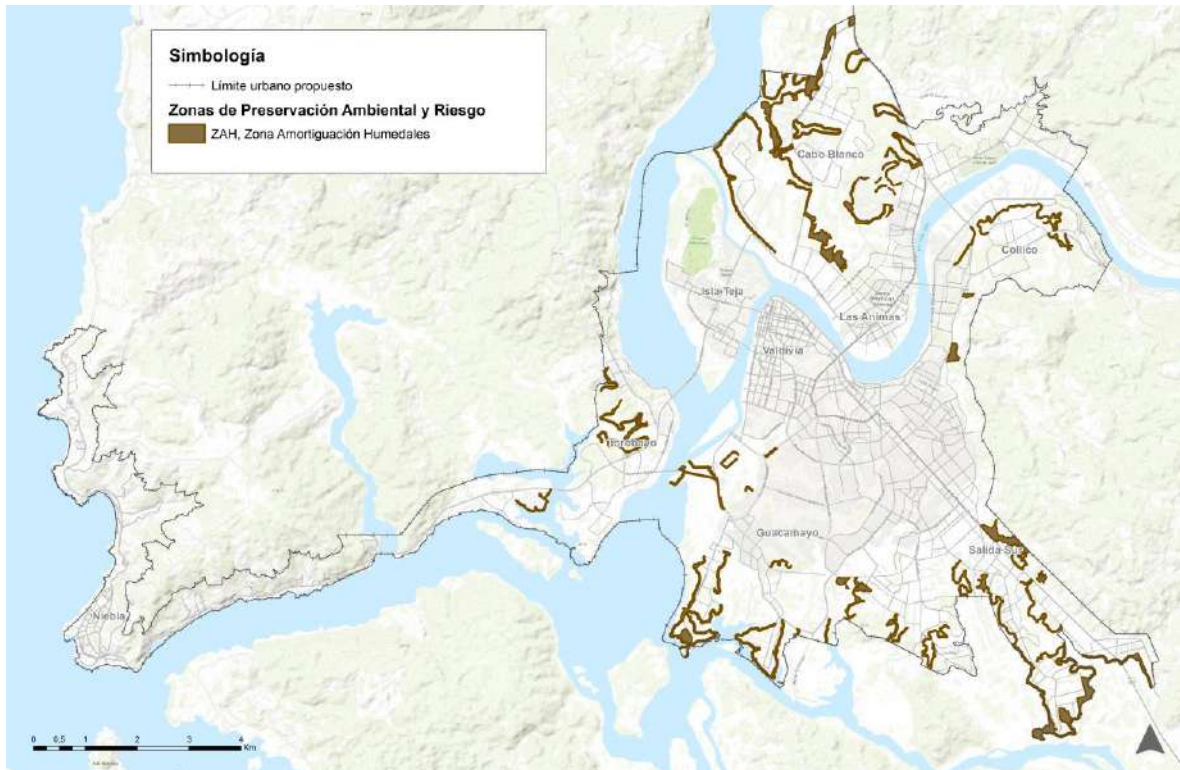 Simbología
Límite urbano propuesto
Zonas de Preservación Ambiental y Riesgo
ZAH, Zona Amortiguación Humedales
Cabo Blanco
Collico
Isla Teja
Las Animas
Valdivia
Torobayo
Guacamayo
Salida Sur
Niebla
0 0,5 1 2 3 4
Km